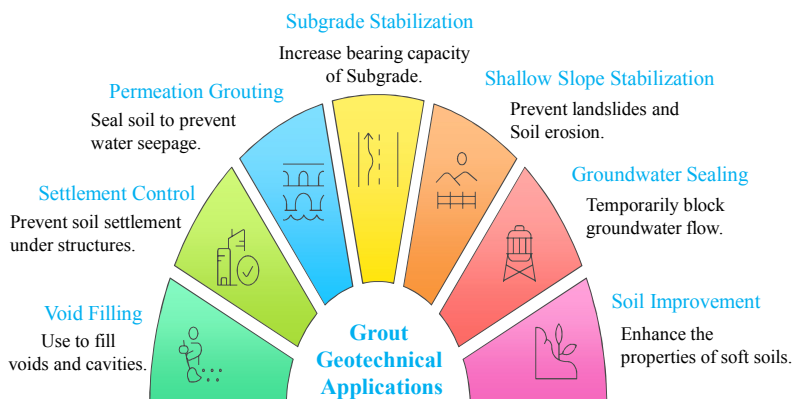 Subgrade Stabilization
Increase bearing capacity
of Subgrade.
Permeation Grouting
Seal soil to prevent
water seepage.
Shallow Slope Stabilization
Prevent landslides and
Soil erosion.
Settlement Control
Prevent soil settlement
under structures.
Groundwater Sealing
Temporarily block
groundwater flow.
Void Filling
Use to fill
voids and cavities.
Soil Improvement
Enhance the
properties of soft soils.
Grout
Geotechnical
Applications